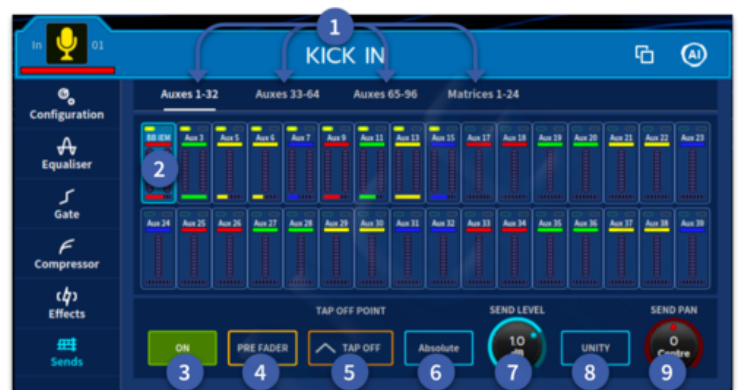 1
In
01
KICK IN
AI
Auxes 1-32 Auxes 33-64 Auxes 65-96 Matrices 1-24
Configuration
Equaliser
Gate
Compressor
Effects
Sends
BB IEM Aux 3 Aux 5 Aux 6 Aux 7 Aux 9 Aux 11 Aux 13 Aux 15 Aux 17 Aux 18 Aux 19 Aux 20 Aux 21 Aux 22 Aux 23
2
Aux 24 Aux 25 Aux 26 Aux 27 Aux 28 Aux 29 Aux 30 Aux 31 Aux 32 Aux 33 Aux 34 Aux 35 Aux 36 Aux 37 Aux 38 Aux 39
TAP OFF POINT SEND LEVEL SEND PAN
ON PRE FADER TAP OFF Absolute 10 dB UNITY 0 Centre
3 4 5 6 7 8 9